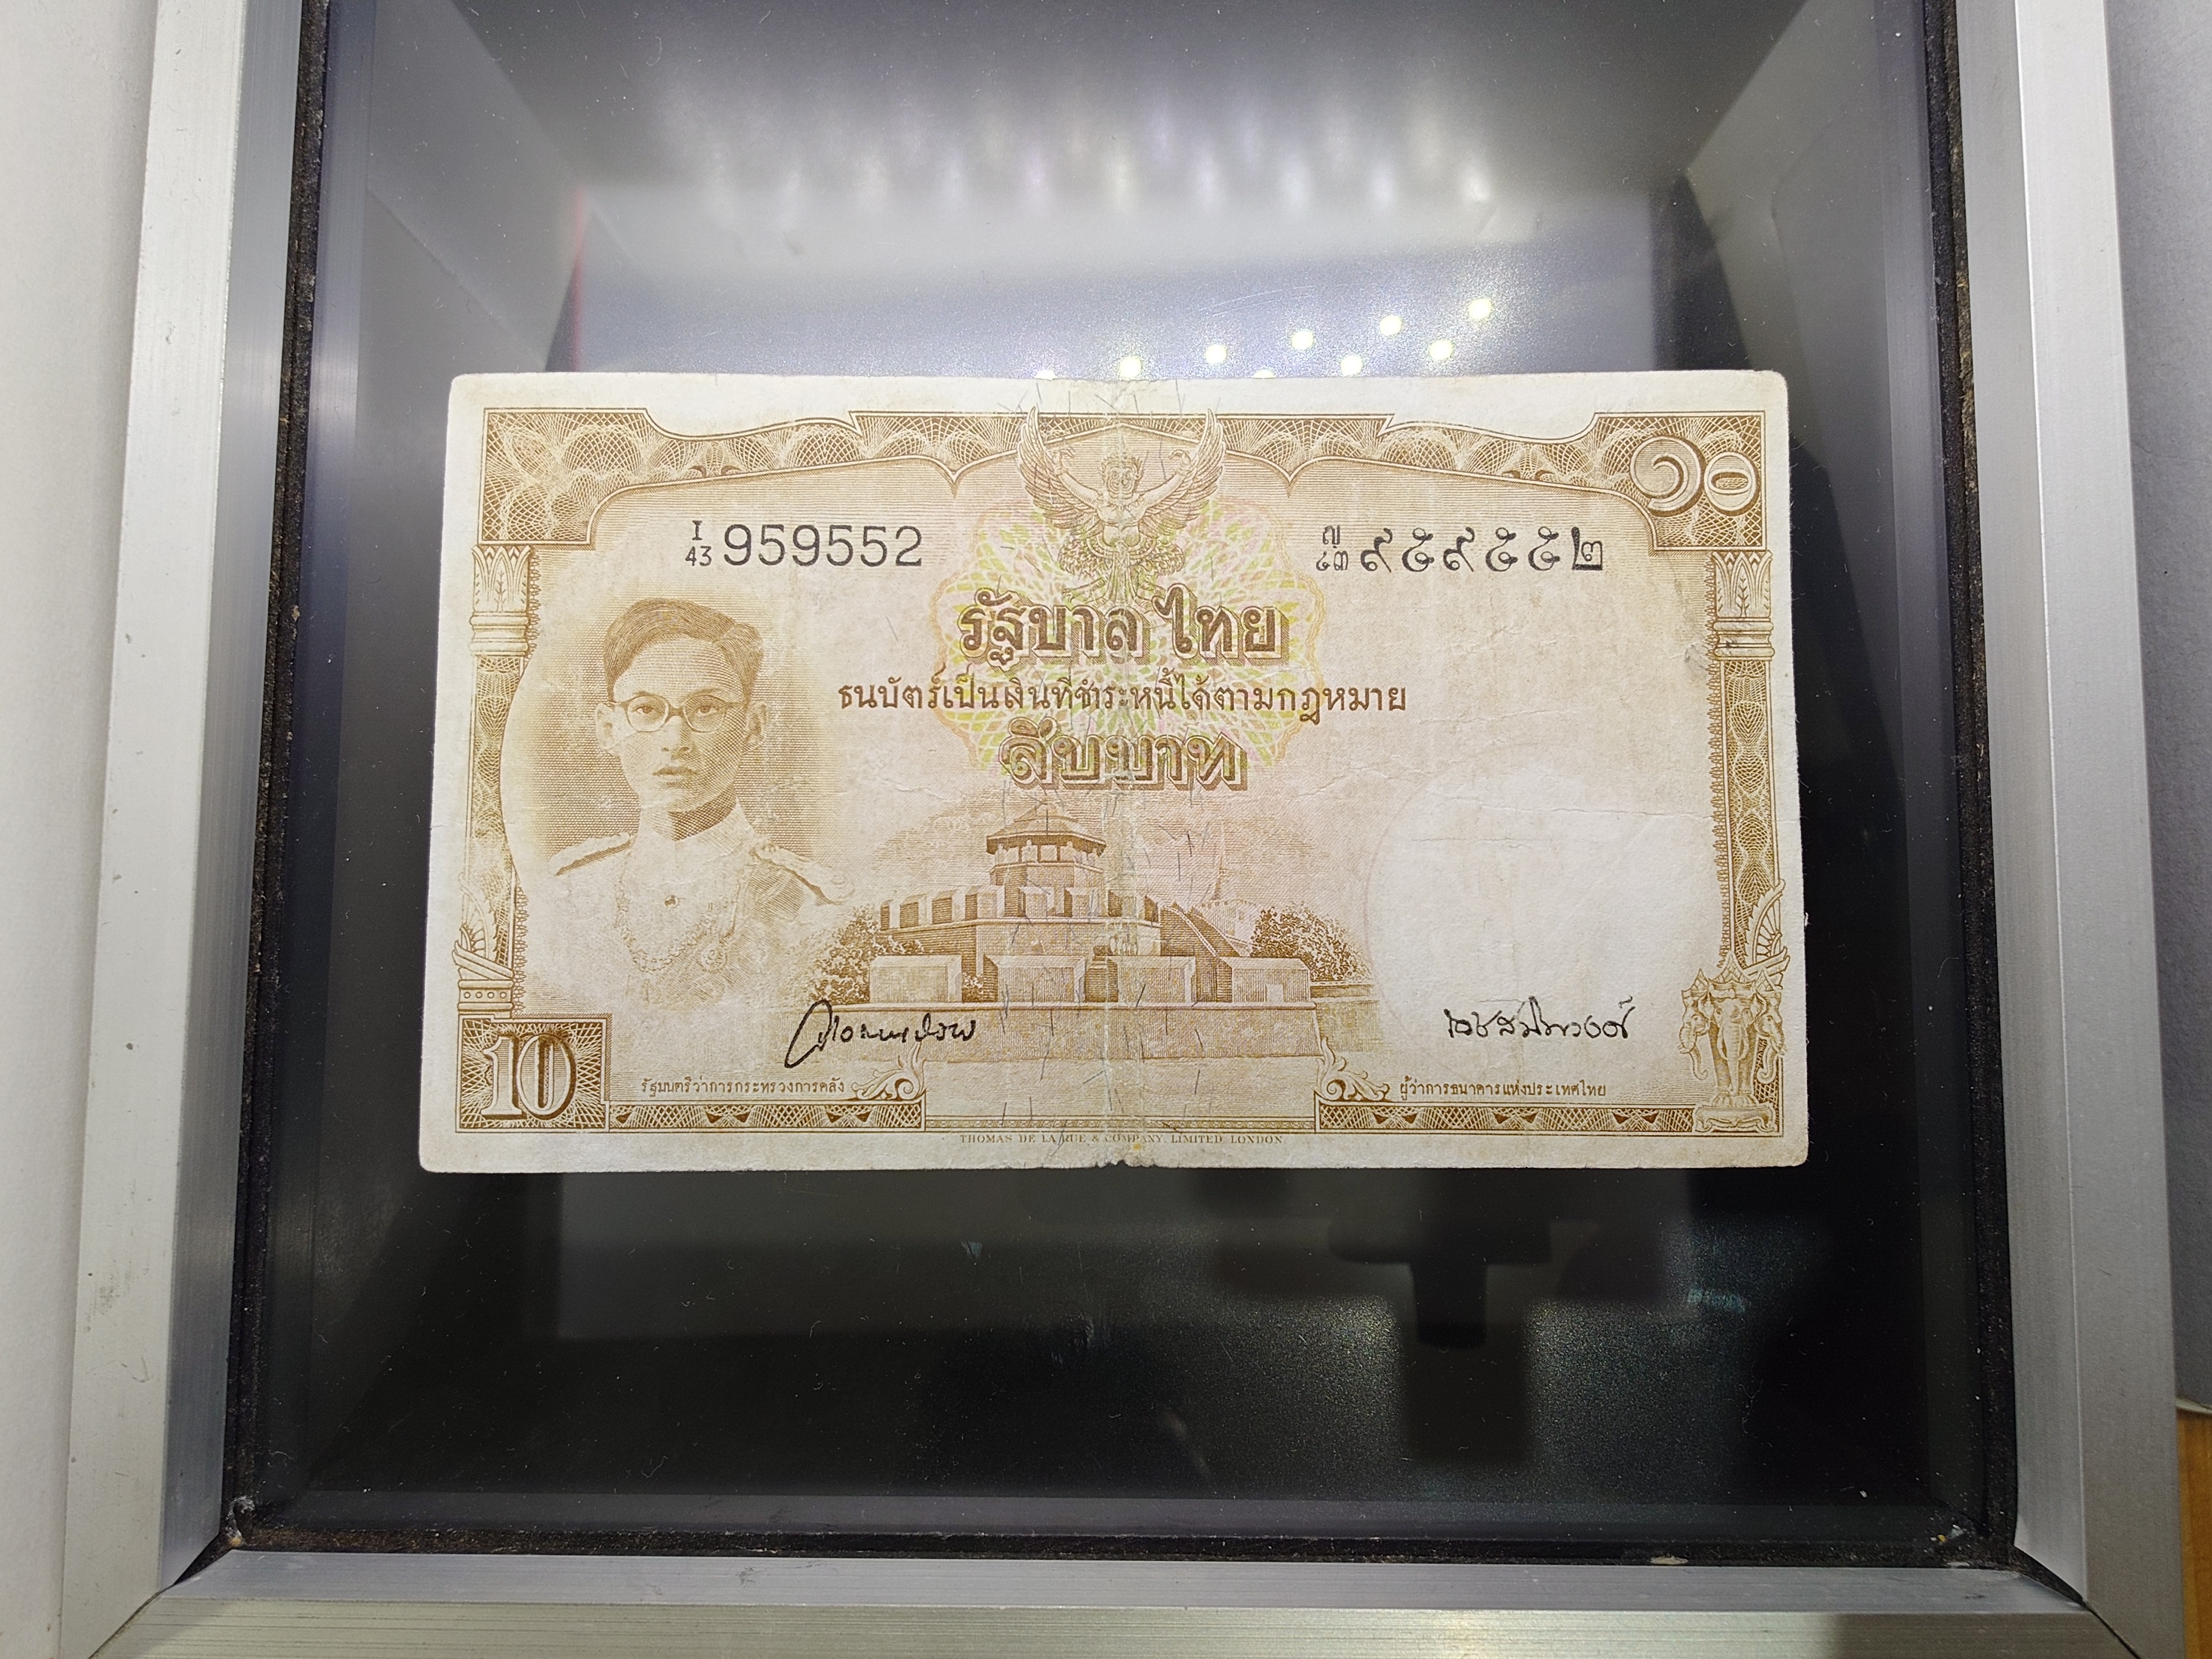 ๑๐
I
43 959552
ญ
๔๓ ๙๕๙๕๕๒
รัฐบาลไทย
ธนบัตร์เป็นเงินที่ชำระหนี้ได้ตามกฎหมาย
สิบบาท
10
รัฐมนตรีว่าการกระทรวงการคลัง
ผู้ว่าการธนาคารแห่งประเทศไทย
THOMAS DE LA RUE & COMPANY, LIMITED, LONDON.